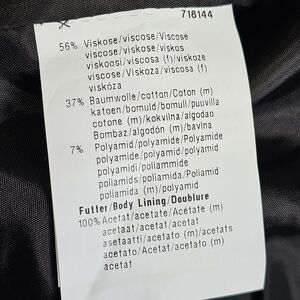 718144
56% Viskose/viscose/Viscose
viscose/viskose/viskos
viskoosi/viscosa (f)/viskoze
viscose/Viskoza/viscosa (f)
viskóza
37% Baumwolle/cotton/Coton (m)
katoen/bomuld/bomull/puuvilla
cotone (m)/kokvilna/algodao
Bombaz/algodón (m)/bavlna
7% Polyamid/polyamide/Polyamide
polyamide/polyamid/polyamid
polyamidi/poliammide
poliamids/poliamida/Poliamid
poliamida (m)/polyamid
Futter/Body Lining/Doublure
100% Acetat/acetate/Acétate (m)
acetaat/acetat/acetat
asetaatti/acetato (m)/acetats
acetato/Acetat/acetato (m)
acetat